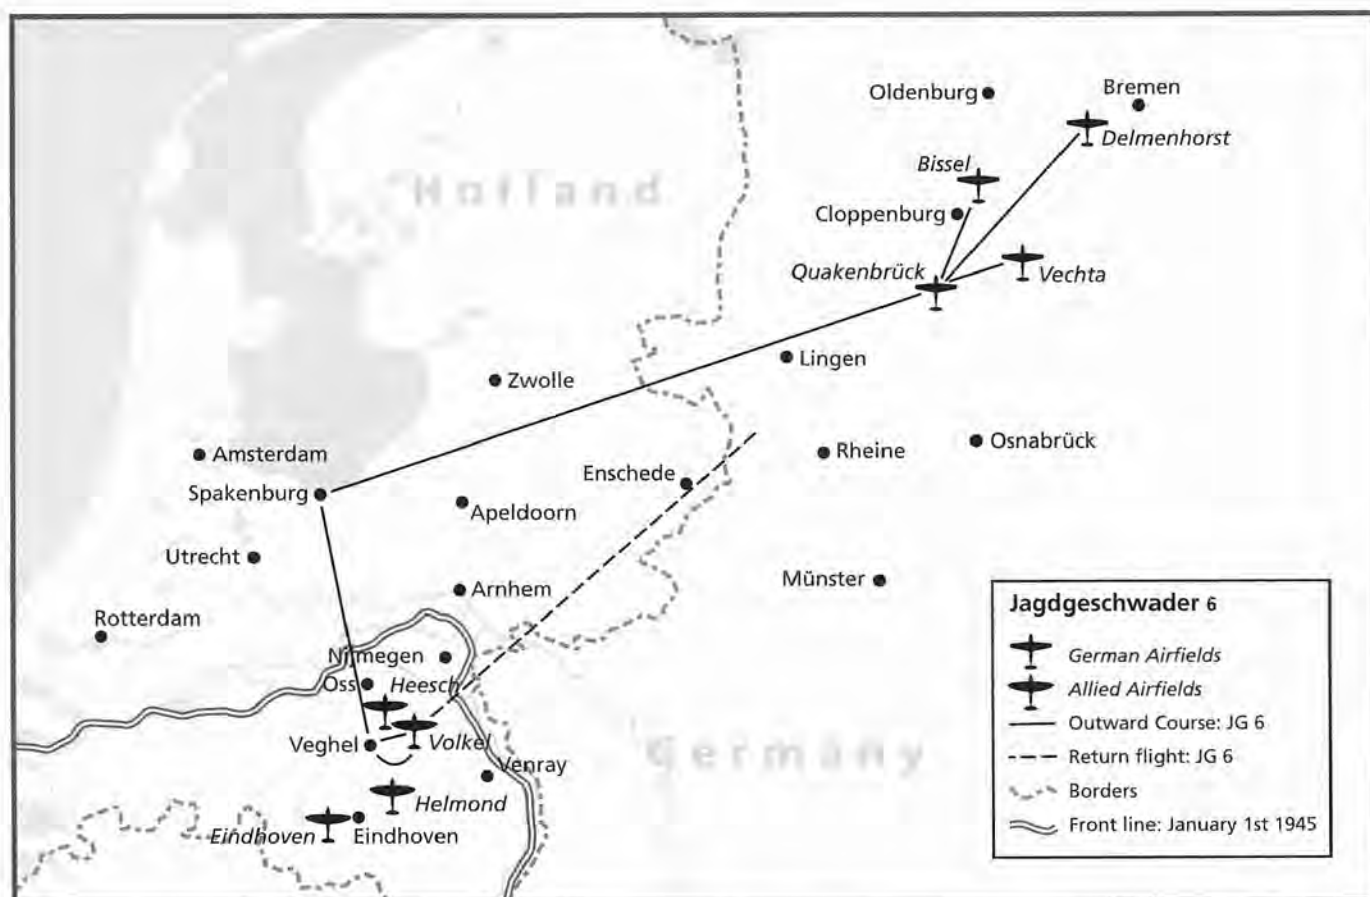 Oldenburg
Bremen
Delmenhorst
Bissel
Holland
Cloppenburg
Quakenbrück
Vechta
Lingen
Zwolle
Amsterdam
Rheine
Osnabrück
Enschede
Spakenburg
Apeldoorn
Utrecht
Münster
Arnhem
Rotterdam
Nijmegen
Oss
Heesch
Veghel
Volkel
Germany
Venray
Helmond
Eindhoven
Eindhoven
Jagdgeschwader 6
German Airfields
Allied Airfields
Outward Course: JG 6
Return flight: JG 6
Borders
Front line: January 1st 1945